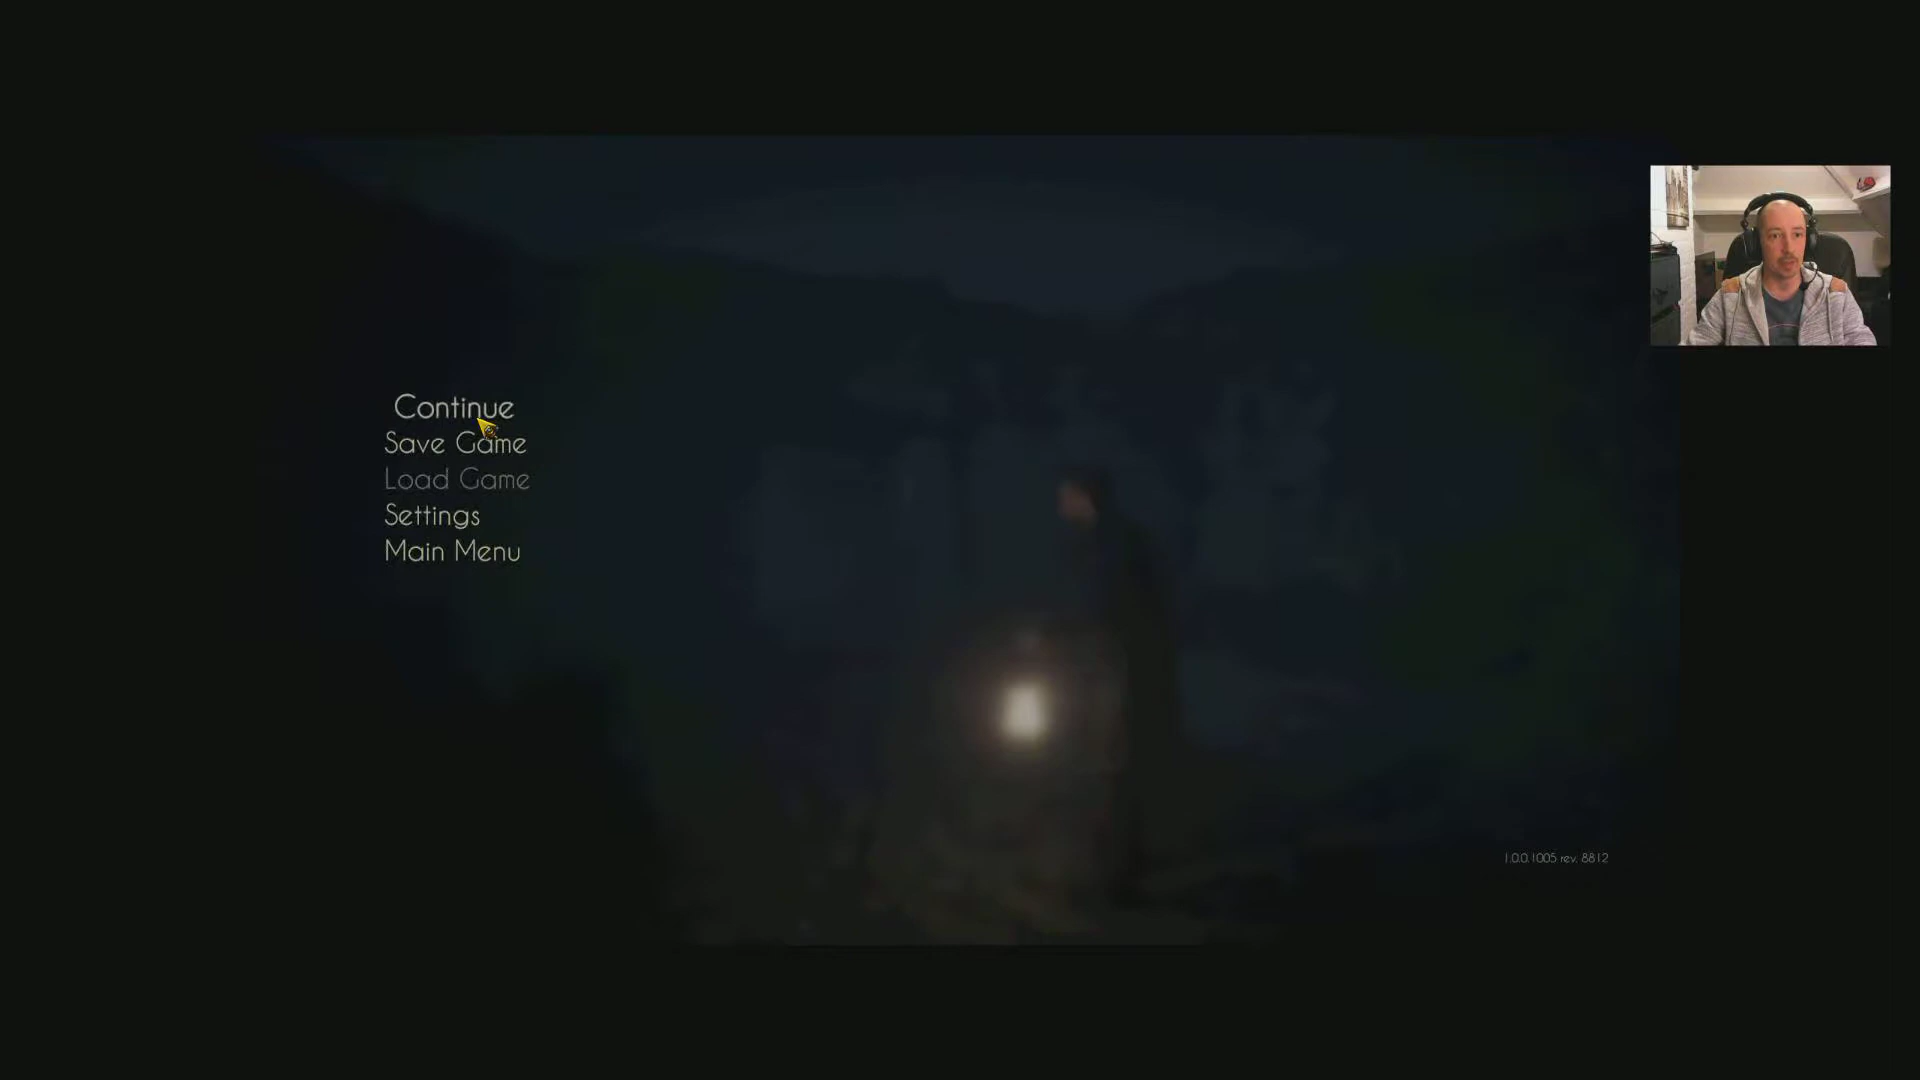 Continue
Save Game
Load Game
Settings
Main Menu
1.0.0.1005 rev. 8812